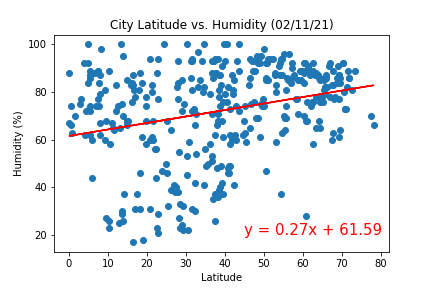 City Latitude vs. Humidity (02/11/21)
100
80
60
40
20
Humidity (%)
y = 0.27x + 61.59
0 10 20 30 40 50 60 70 80
Latitude